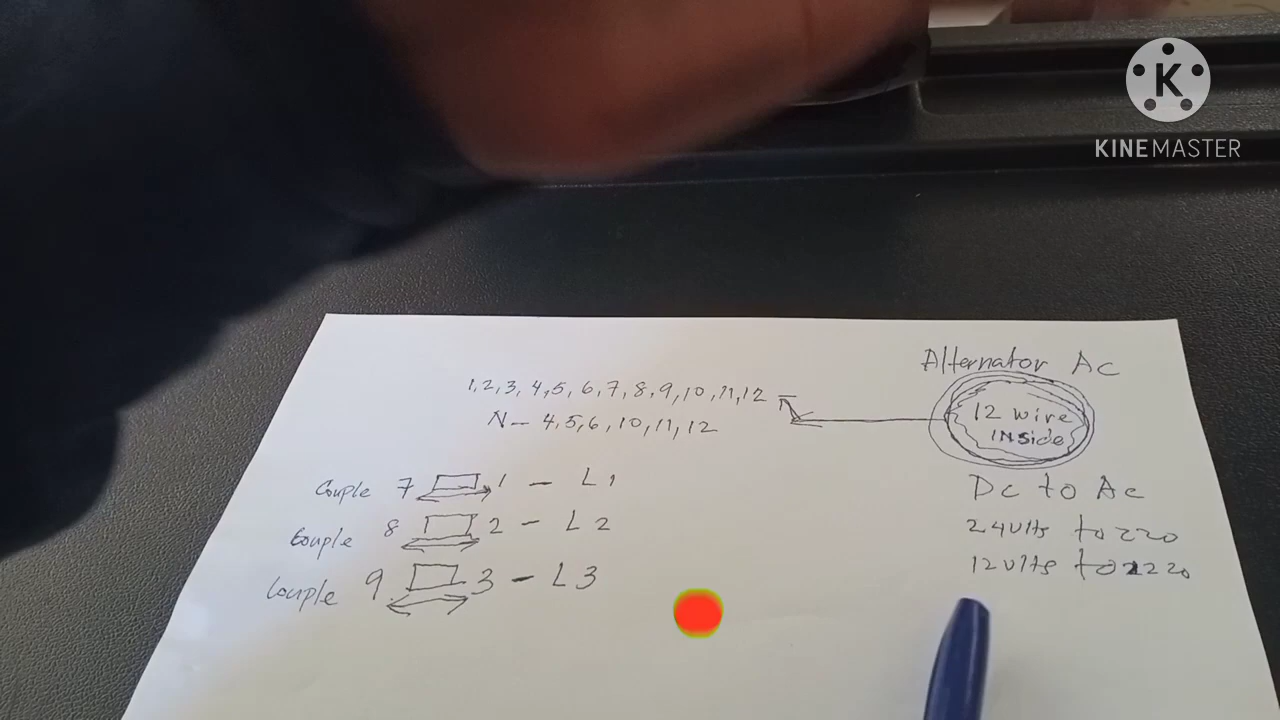 K
KINEMASTER
Alternator AC
12 wire
INside
1,2,3,4,5,6,7,8,9,10,11,12
N - 4,5,6,10,11,12
Couple 7 1 - L1
Couple 8 2 - L2
Couple 9 3 - L3
Dc to Ac
24Vlts to 220
12Vlts to 220